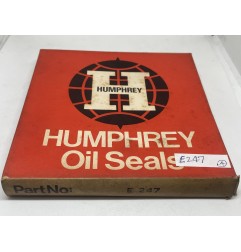 H
HUMPHREY
HUMPHREY
Oil Seals
E247
Part No: E 247